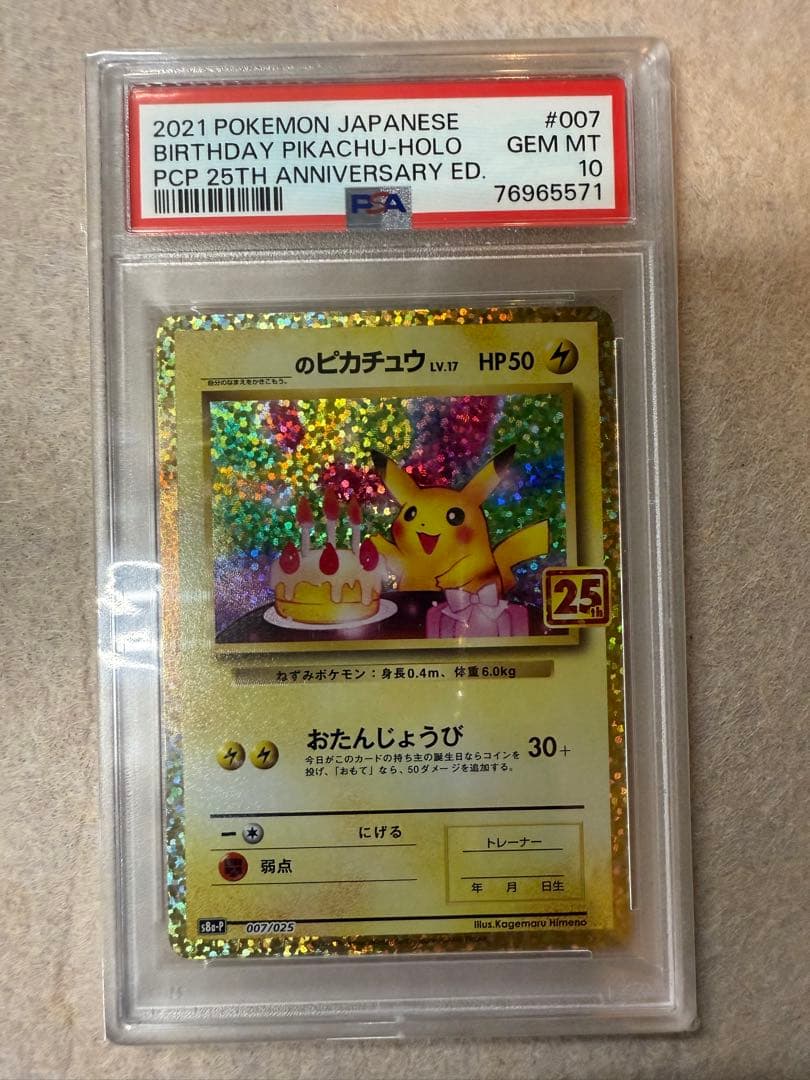 2021 POKEMON JAPANESE #007
BIRTHDAY PIKACHU-HOLO GEM MT
PCP 25TH ANNIVERSARY ED. 10
PSA 76965571
のピカチュウ LV.17 HP50
自分のなまえをかきこもう。
25th
ねずみポケモン:身長0.4m、体重6.0kg
おたんじょうび 30+
今日がこのカードの持ち主の誕生日ならコインを
投げ、「おもて」なら、50ダメージを追加する。
にげる
弱点
トレーナー
年 月 日生
s8a-P 007/025
Illus.Kagemaru Himeno